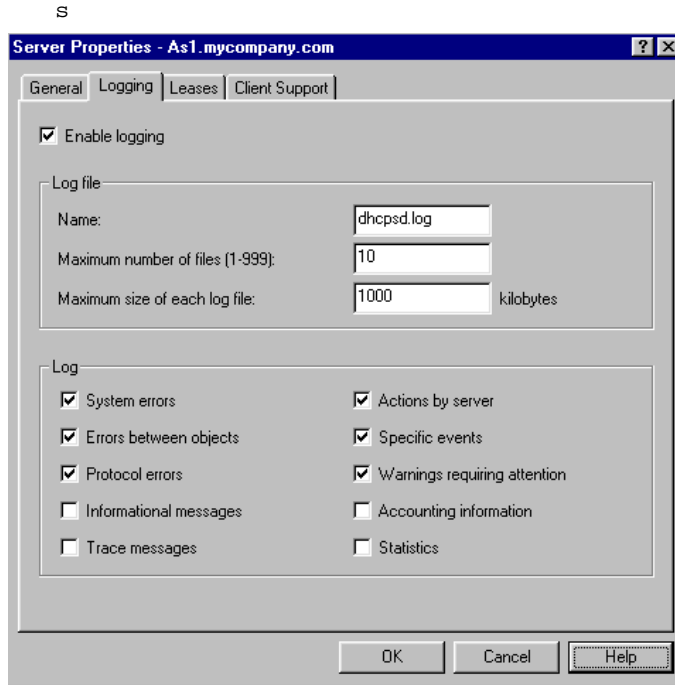 s
Server Properties - As1.mycompany.com
General Logging Leases Client Support
Enable logging
Log file
Name: dhcpsd.log
Maximum number of files (1-999): 10
Maximum size of each log file: 1000 kilobytes
Log
System errors Actions by server
Errors between objects Specific events
Protocol errors Warnings requiring attention
Informational messages Accounting information
Trace messages Statistics
OK Cancel Help